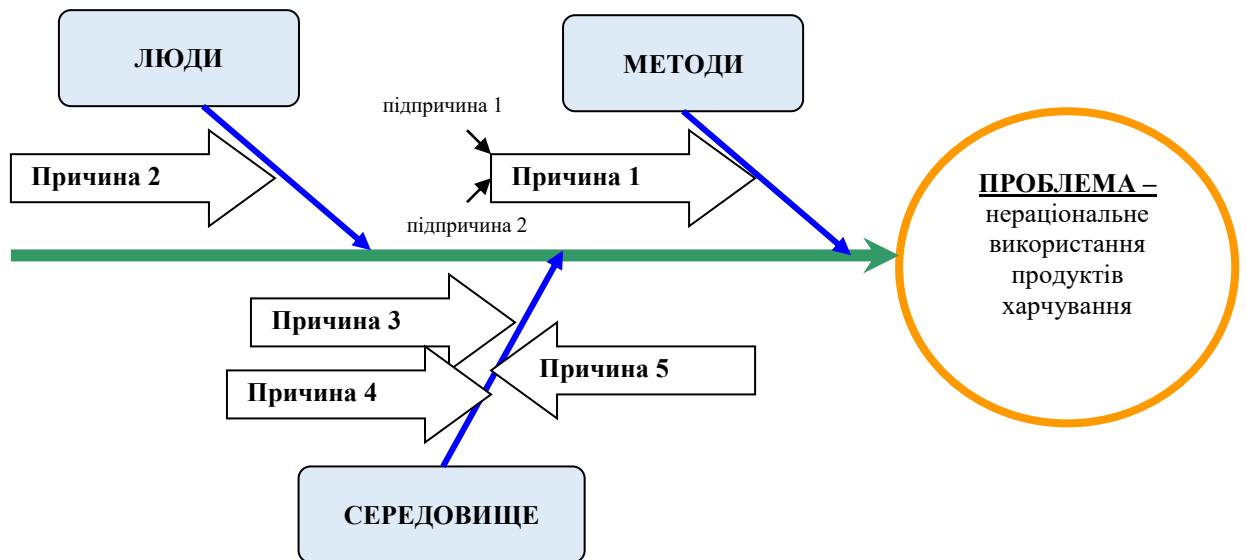 ЛЮДИ
МЕТОДИ
підпричина 1
Причина 2
Причина 1
підпричина 2
ПРОБЛЕМА –
нераціональне
використання
продуктів
харчування
Причина 3
Причина 5
Причина 4
СЕРЕДОВИЩЕ